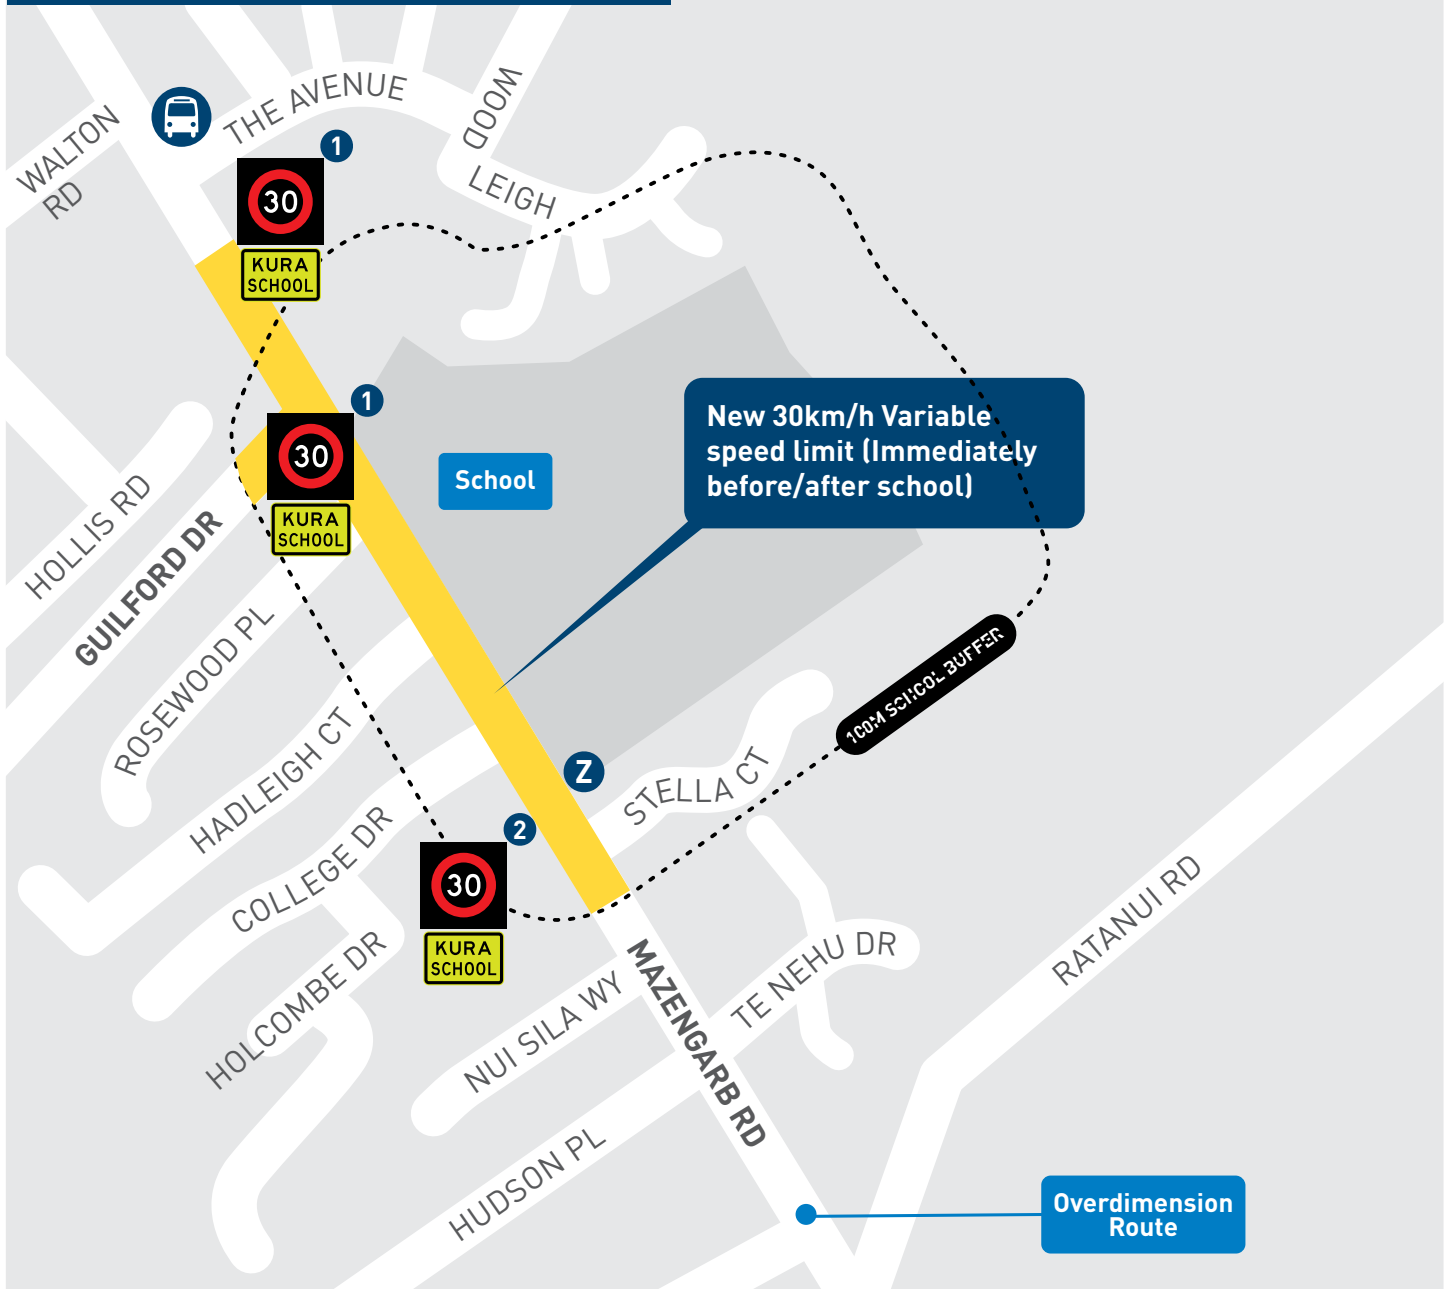 WOOD
LEIGH
THE AVENUE
WALTON
RD
1
30
KURA
SCHOOL
1
30
KURA
SCHOOL
School
New 30km/h Variable
speed limit (Immediately
before/after school)
HOLLIS RD
GUILFORD DR
ROSEWOOD PL
HADLEIGH CT
COLLEGE DR
HOLCOMBE DR
100M SCHOOL BUFFER
Z
STELLA CT
2
30
KURA
SCHOOL
MAZENGARB RD
NUI SILA WY
TE NEHU DR
RATANUI RD
HUDSON PL
Overdimension
Route